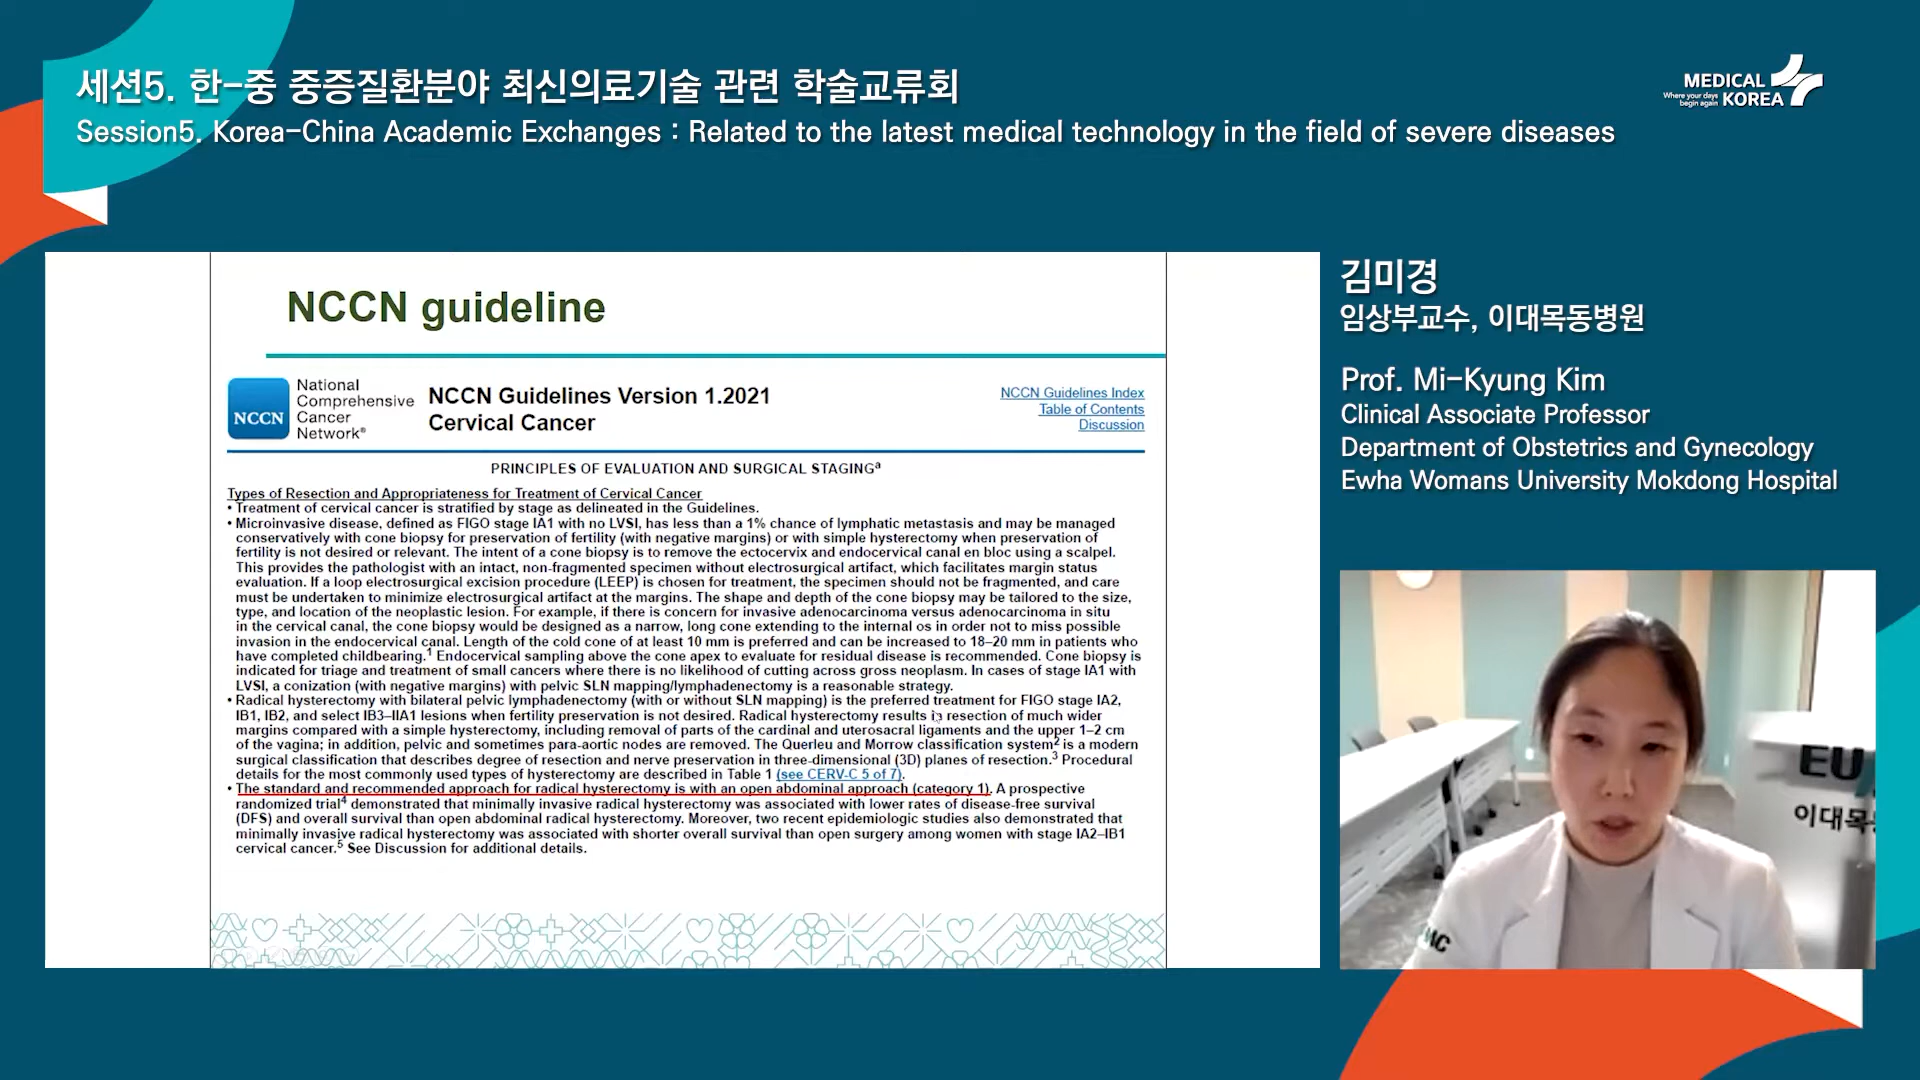 세션5. 한-중 중증질환분야 최신의료기술 관련 학술교류회
Session5. Korea-China Academic Exchanges : Related to the latest medical technology in the field of severe diseases
MEDICAL KOREA
Where your days begin again
NCCN guideline
NCCN
National
Comprehensive
Cancer
Network®
NCCN Guidelines Version 1.2021
Cervical Cancer
NCCN Guidelines Index
Table of Contents
Discussion
PRINCIPLES OF EVALUATION AND SURGICAL STAGINGa
Types of Resection and Appropriateness for Treatment of Cervical Cancer
• Treatment of cervical cancer is stratified by stage as delineated in the Guidelines.
• Microinvasive disease, defined as FIGO stage IA1 with no LVSI, has less than a 1% chance of lymphatic metastasis and may be managed
conservatively with cone biopsy for preservation of fertility (with negative margins) or with simple hysterectomy when preservation of
fertility is not desired or relevant. The intent of a cone biopsy is to remove the ectocervix and endocervical canal en bloc using a scalpel.
This provides the pathologist with an intact, non-fragmented specimen without electrosurgical artifact, which facilitates margin status
evaluation. If a loop electrosurgical excision procedure (LEEP) is chosen for treatment, the specimen should not be fragmented, and care
must be undertaken to minimize electrosurgical artifact at the margins. The shape and depth of the cone biopsy may be tailored to the size,
type, and location of the neoplastic lesion. For example, if there is concern for invasive adenocarcinoma versus adenocarcinoma in situ
in the cervical canal, the cone biopsy would be designed as a narrow, long cone extending to the internal os in order not to miss possible
invasion in the endocervical canal. Length of the cold cone of at least 10 mm is preferred and can be increased to 18–20 mm in patients who
have completed childbearing.1 Endocervical sampling above the cone apex to evaluate for residual disease is recommended. Cone biopsy is
indicated for triage and treatment of small cancers where there is no likelihood of cutting across gross neoplasm. In cases of stage IA1 with
LVSI, a conization (with negative margins) with pelvic SLN mapping/lymphadenectomy is a reasonable strategy.
• Radical hysterectomy with bilateral pelvic lymphadenectomy (with or without SLN mapping) is the preferred treatment for FIGO stage IA2,
IB1, IB2, and select IB3–IIA1 lesions when fertility preservation is not desired. Radical hysterectomy results in resection of much wider
margins compared with a simple hysterectomy, including removal of parts of the cardinal and uterosacral ligaments and the upper 1–2 cm
of the vagina; in addition, pelvic and sometimes para-aortic nodes are removed. The Querleu and Morrow classification system2 is a modern
surgical classification that describes degree of resection and nerve preservation in three-dimensional (3D) planes of resection.3 Procedural
details for the most commonly used types of hysterectomy are described in Table 1 (see CERV-C 5 of 7).
• The standard and recommended approach for radical hysterectomy is with an open abdominal approach (category 1). A prospective
randomized trial4 demonstrated that minimally invasive radical hysterectomy was associated with lower rates of disease-free survival
(DFS) and overall survival than open abdominal radical hysterectomy. Moreover, two recent epidemiologic studies also demonstrated that
minimally invasive radical hysterectomy was associated with shorter overall survival than open surgery among women with stage IA2–IB1
cervical cancer.5 See Discussion for additional details.
김미경
임상부교수, 이대목동병원
Prof. Mi-Kyung Kim
Clinical Associate Professor
Department of Obstetrics and Gynecology
Ewha Womans University Mokdong Hospital
EU
이대목